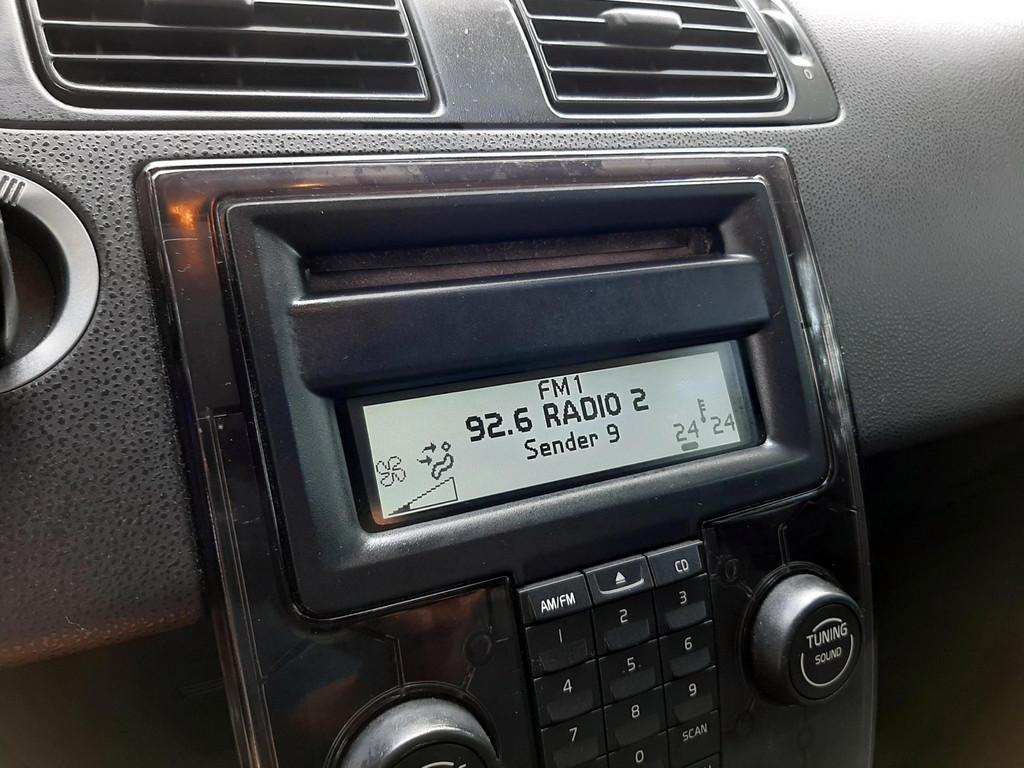 0
FM1
92.6 RADIO 2
Sender 9
24 24
AM/FM
CD
1 2 3
4 5 6
7 8 9
0 SCAN
TUNING
SOUND